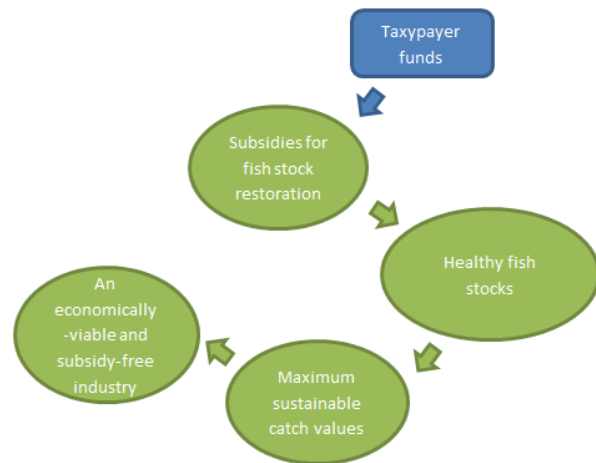 Taxypayer
funds
Subsidies for
fish stock
restoration
Healthy fish
stocks
Maximum
sustainable
catch values
An
economically
-viable and
subsidy-free
industry